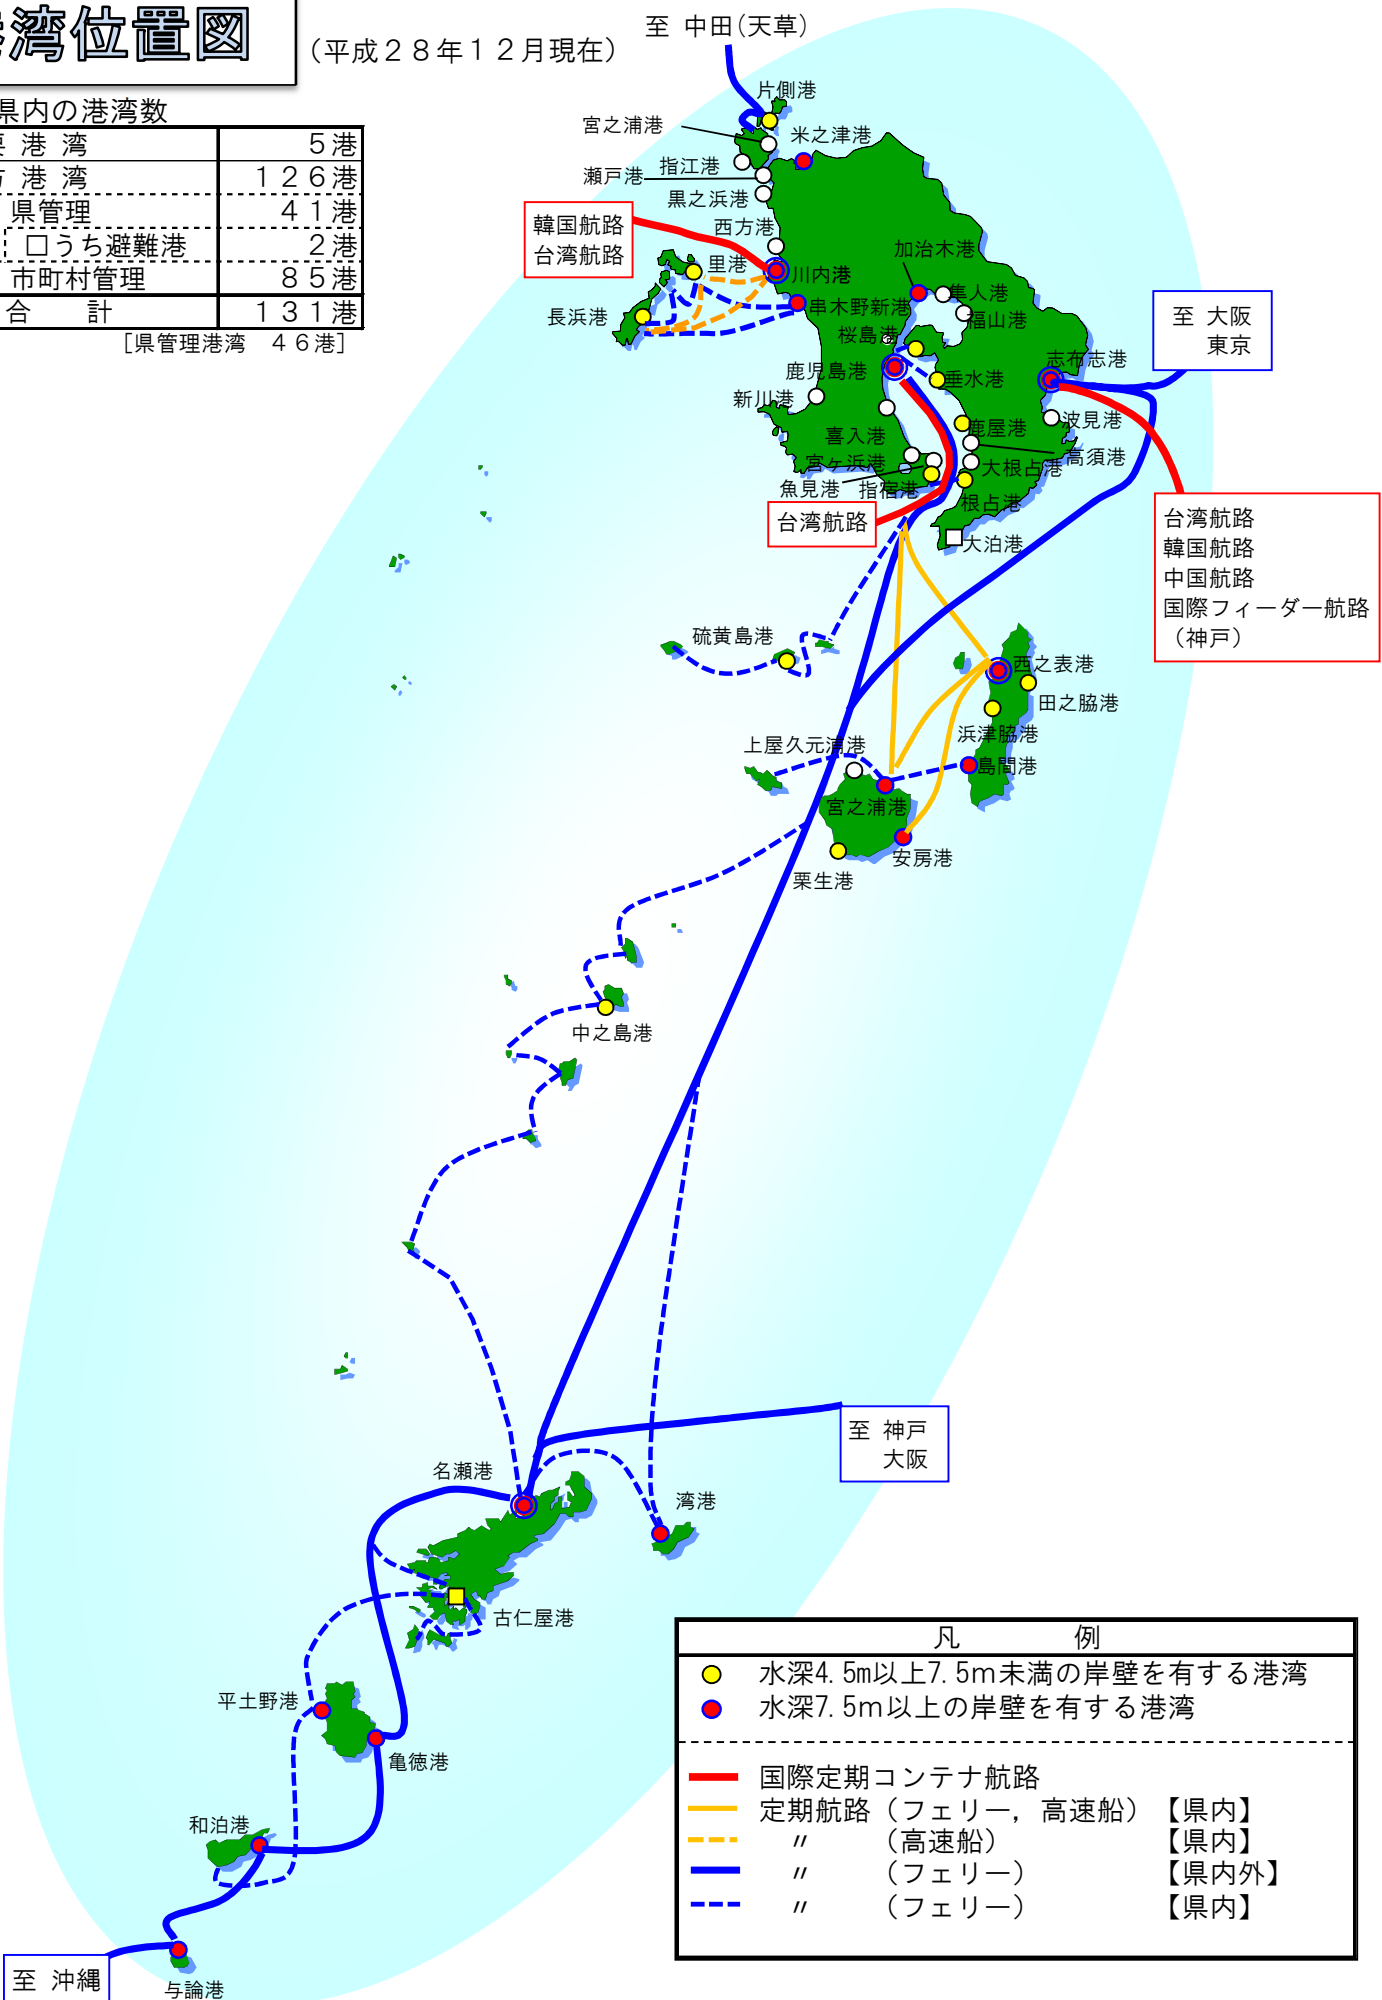 湾位置図
(平成２８年１２月現在)
県内の港湾数
港 湾 ５港
港 湾 １２６港
県管理 ４１港
□うち避難港 ２港
市町村管理 ８５港
合 計 １３１港
[県管理港湾 ４６港]
至 中田(天草)
片側港
宮之浦港
米之津港
指江港
瀬戸港
黒之浜港
西方港
韓国航路
台湾航路
里港
川内港
加治木港
隼人港
福山港
串木野新港
長浜港
桜島港
至 大阪
東京
志布志港
鹿児島港
垂水港
新川港
波見港
鹿屋港
喜入港
高須港
宮ヶ浜港
大根占港
魚見港
指宿港
根占港
台湾航路
大泊港
台湾航路
韓国航路
中国航路
国際フィーダー航路
（神戸）
硫黄島港
西之表港
田之脇港
浜津脇港
上屋久元浦港
島間港
宮之浦港
安房港
栗生港
中之島港
至 神戸
大阪
名瀬港
湾港
古仁屋港
平土野港
亀徳港
和泊港
至 沖縄
与論港
凡 例
水深4.5m以上7.5m未満の岸壁を有する港湾
水深7.5m以上の岸壁を有する港湾
国際定期コンテナ航路
定期航路（フェリー，高速船）【県内】
〃 （高速船） 【県内】
〃 （フェリー） 【県内外】
〃 （フェリー） 【県内】